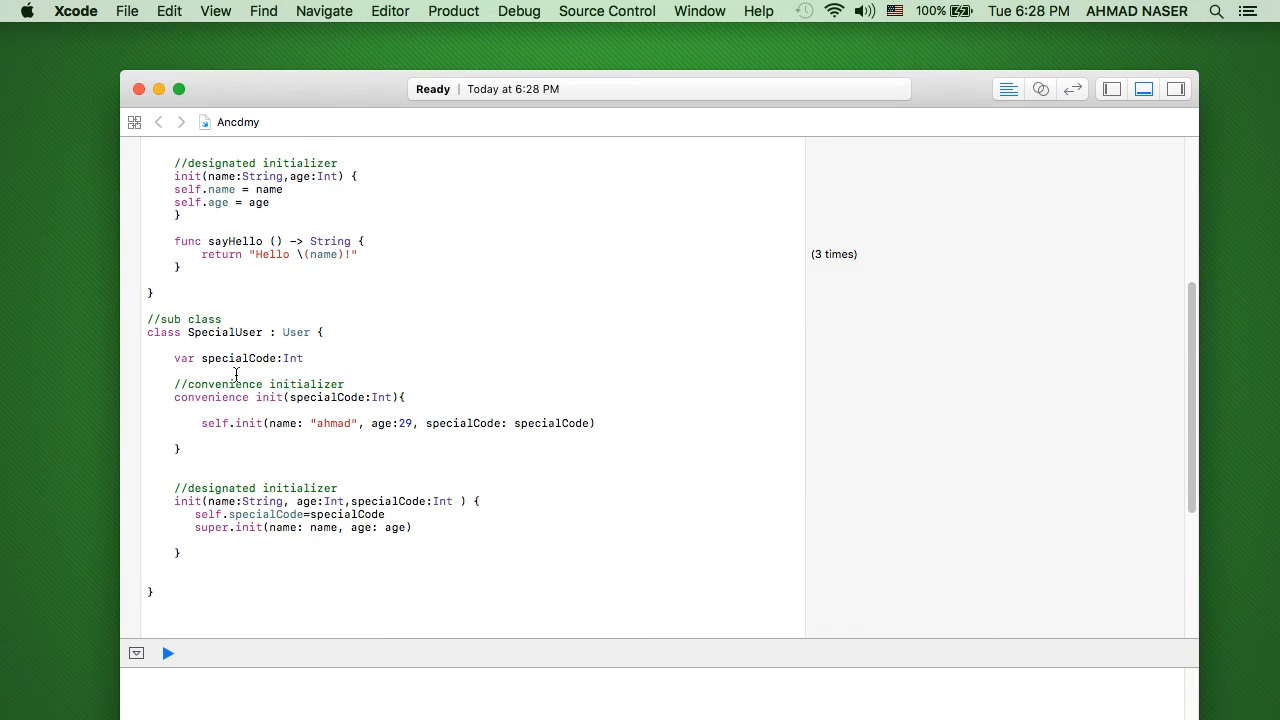 Xcode File Edit View Find Navigate Editor Product Debug Source Control Window Help 100% Tue 6:28 PM AHMAD NASER
Ready | Today at 6:28 PM
Ancdmy
//designated initializer
init(name:String,age:Int) {
self.name = name
self.age = age
}
func sayHello () -> String {
return "Hello \(name)!"
(3 times)
}
}
//sub class
class SpecialUser : User {
var specialCode:Int
//convenience initializer
convenience init(specialCode:Int){
self.init(name: "ahmad", age:29, specialCode: specialCode)
}
//designated initializer
init(name:String, age:Int,specialCode:Int ) {
self.specialCode=specialCode
super.init(name: name, age: age)
}
}